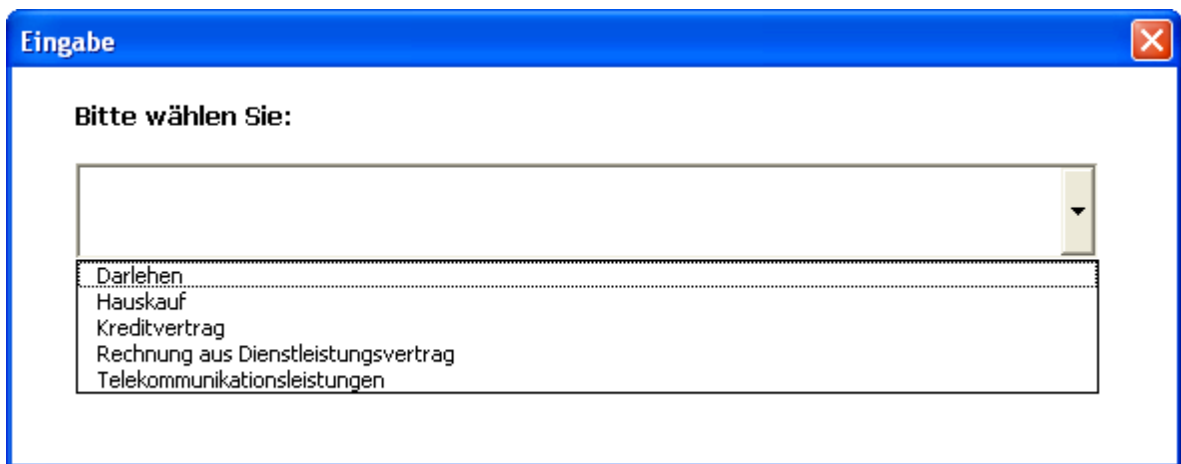 Eingabe
Bitte wählen Sie:
Darlehen
Hauskauf
Kreditvertrag
Rechnung aus Dienstleistungsvertrag
Telekommunikationsleistungen